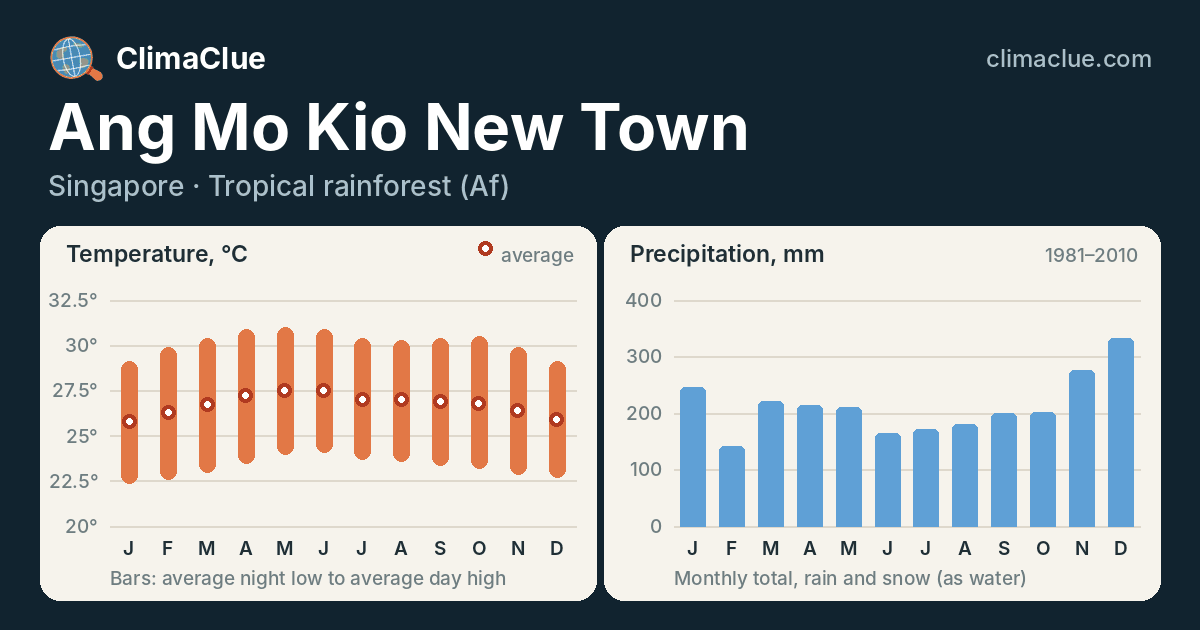 ClimaClue
climaclue.com
Ang Mo Kio New Town
Singapore · Tropical rainforest (Af)
Temperature, °C
average
32.5°
30°
27.5°
25°
22.5°
20°
J F M A M J J A S O N D
Bars: average night low to average day high
Precipitation, mm
1981–2010
400
300
200
100
0
J F M A M J J A S O N D
Monthly total, rain and snow (as water)